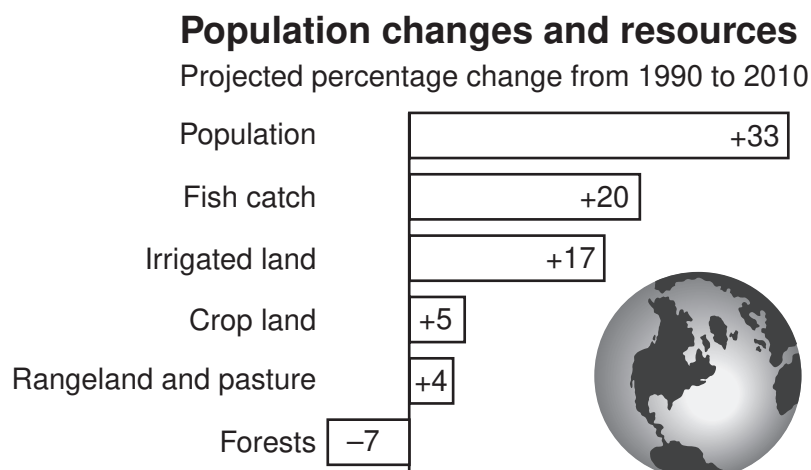 Population changes and resources
Projected percentage change from 1990 to 2010
Population +33
Fish catch +20
Irrigated land +17
Crop land +5
Rangeland and pasture +4
Forests –7